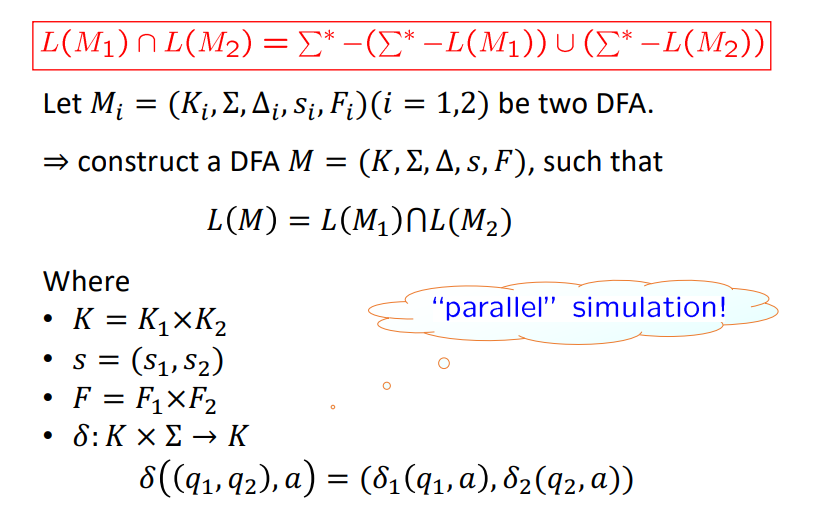 L(M₁) ∩ L(M₂) = Σ* −(Σ* −L(M₁)) ∪ (Σ* −L(M₂))
Let Mᵢ = (Kᵢ, Σ, Δᵢ, sᵢ, Fᵢ)(i = 1,2) be two DFA.
⇒ construct a DFA M = (K, Σ, Δ, s, F), such that
L(M) = L(M₁)⋂L(M₂)
Where
“parallel” simulation!
• K = K₁×K₂
• s = (s₁, s₂)
• F = F₁×F₂
• δ: K × Σ → K
δ((q₁, q₂), a) = (δ₁(q₁, a), δ₂(q₂, a))